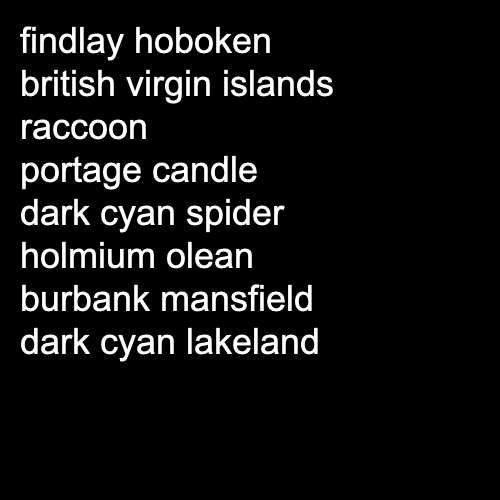 findlay hoboken
british virgin islands
raccoon
portage candle
dark cyan spider
holmium olean
burbank mansfield
dark cyan lakeland